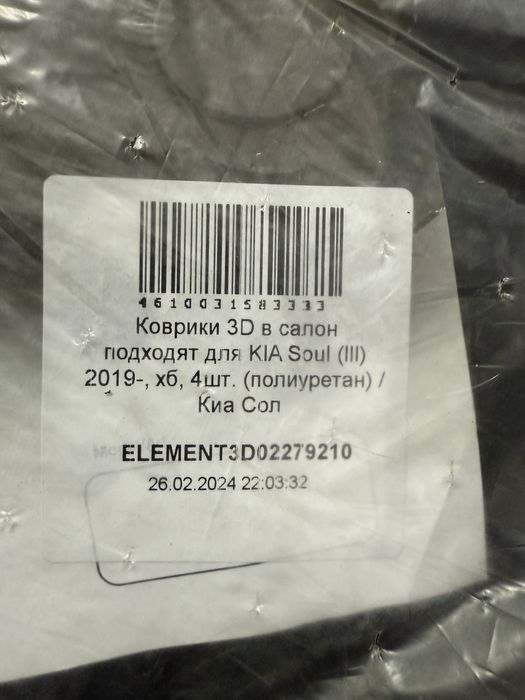 4610031583333
Коврики 3D в салон
подходят для KIA Soul (III)
2019-, хб, 4шт. (полиуретан) /
Киа Сол
ELEMENT3D02279210
26.02.2024 22:03:32